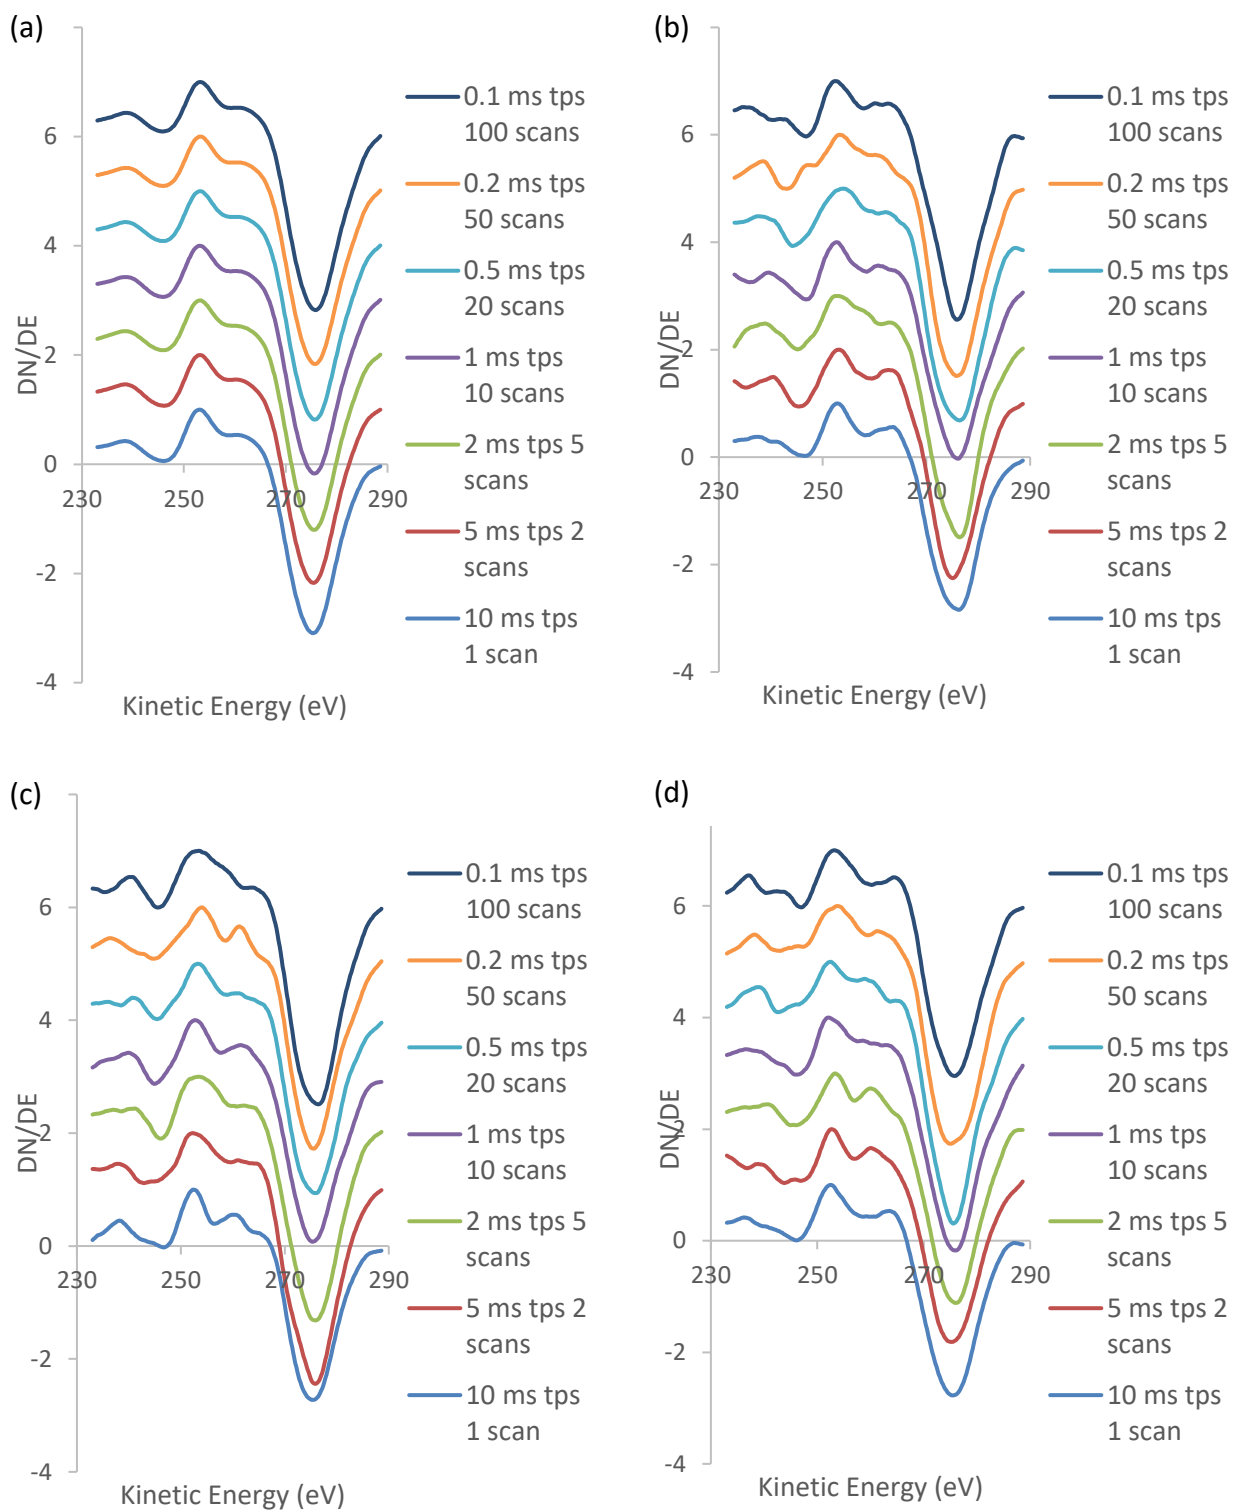 (a)
DN/DE
6
4
2
0
-2
-4
230
250
270
290
Kinetic Energy (eV)
0.1 ms tps
100 scans
0.2 ms tps
50 scans
0.5 ms tps
20 scans
1 ms tps
10 scans
2 ms tps 5
scans
5 ms tps 2
scans
10 ms tps
1 scan
(b)
DN/DE
6
4
2
0
-2
-4
230
250
270
290
Kinetic Energy (eV)
0.1 ms tps
100 scans
0.2 ms tps
50 scans
0.5 ms tps
20 scans
1 ms tps
10 scans
2 ms tps 5
scans
5 ms tps 2
scans
10 ms tps
1 scan
(c)
DN/DE
6
4
2
0
-2
-4
230
250
270
290
Kinetic Energy (eV)
0.1 ms tps
100 scans
0.2 ms tps
50 scans
0.5 ms tps
20 scans
1 ms tps
10 scans
2 ms tps 5
scans
5 ms tps 2
scans
10 ms tps
1 scan
(d)
DN/DE
6
4
2
0
-2
-4
230
250
270
290
Kinetic Energy (eV)
0.1 ms tps
100 scans
0.2 ms tps
50 scans
0.5 ms tps
20 scans
1 ms tps
10 scans
2 ms tps 5
scans
5 ms tps 2
scans
10 ms tps
1 scan